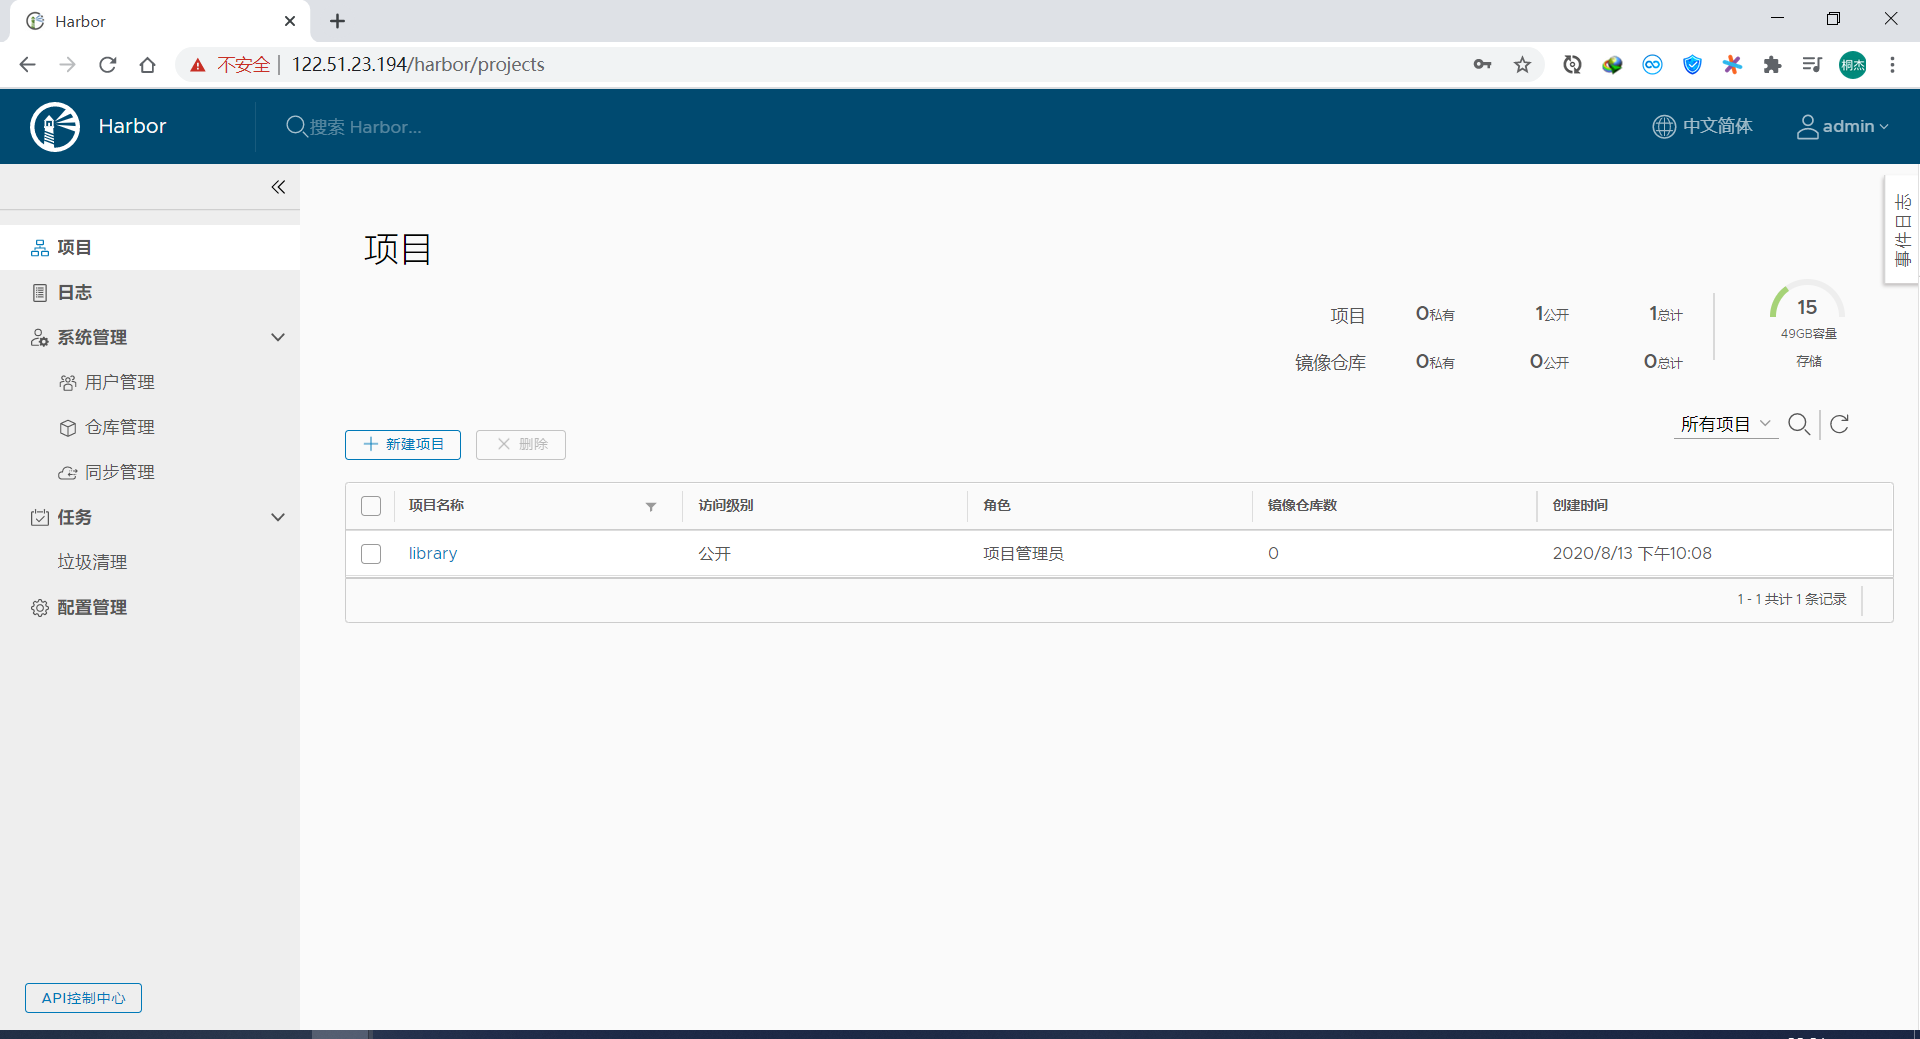 Harbor
不安全 | 122.51.23.194/harbor/projects
桐杰
Harbor
搜索 Harbor...
中文简体
admin
事件日志
项目
日志
系统管理
用户管理
仓库管理
同步管理
任务
垃圾清理
配置管理
API控制中心
项目
项目 0私有 1公开 1总计
镜像仓库 0私有 0公开 0总计
15
49GB容量
存储
所有项目
新建项目 删除
项目名称 访问级别 角色 镜像仓库数 创建时间
library 公开 项目管理员 0 2020/8/13 下午10:08
1 - 1 共计 1 条记录